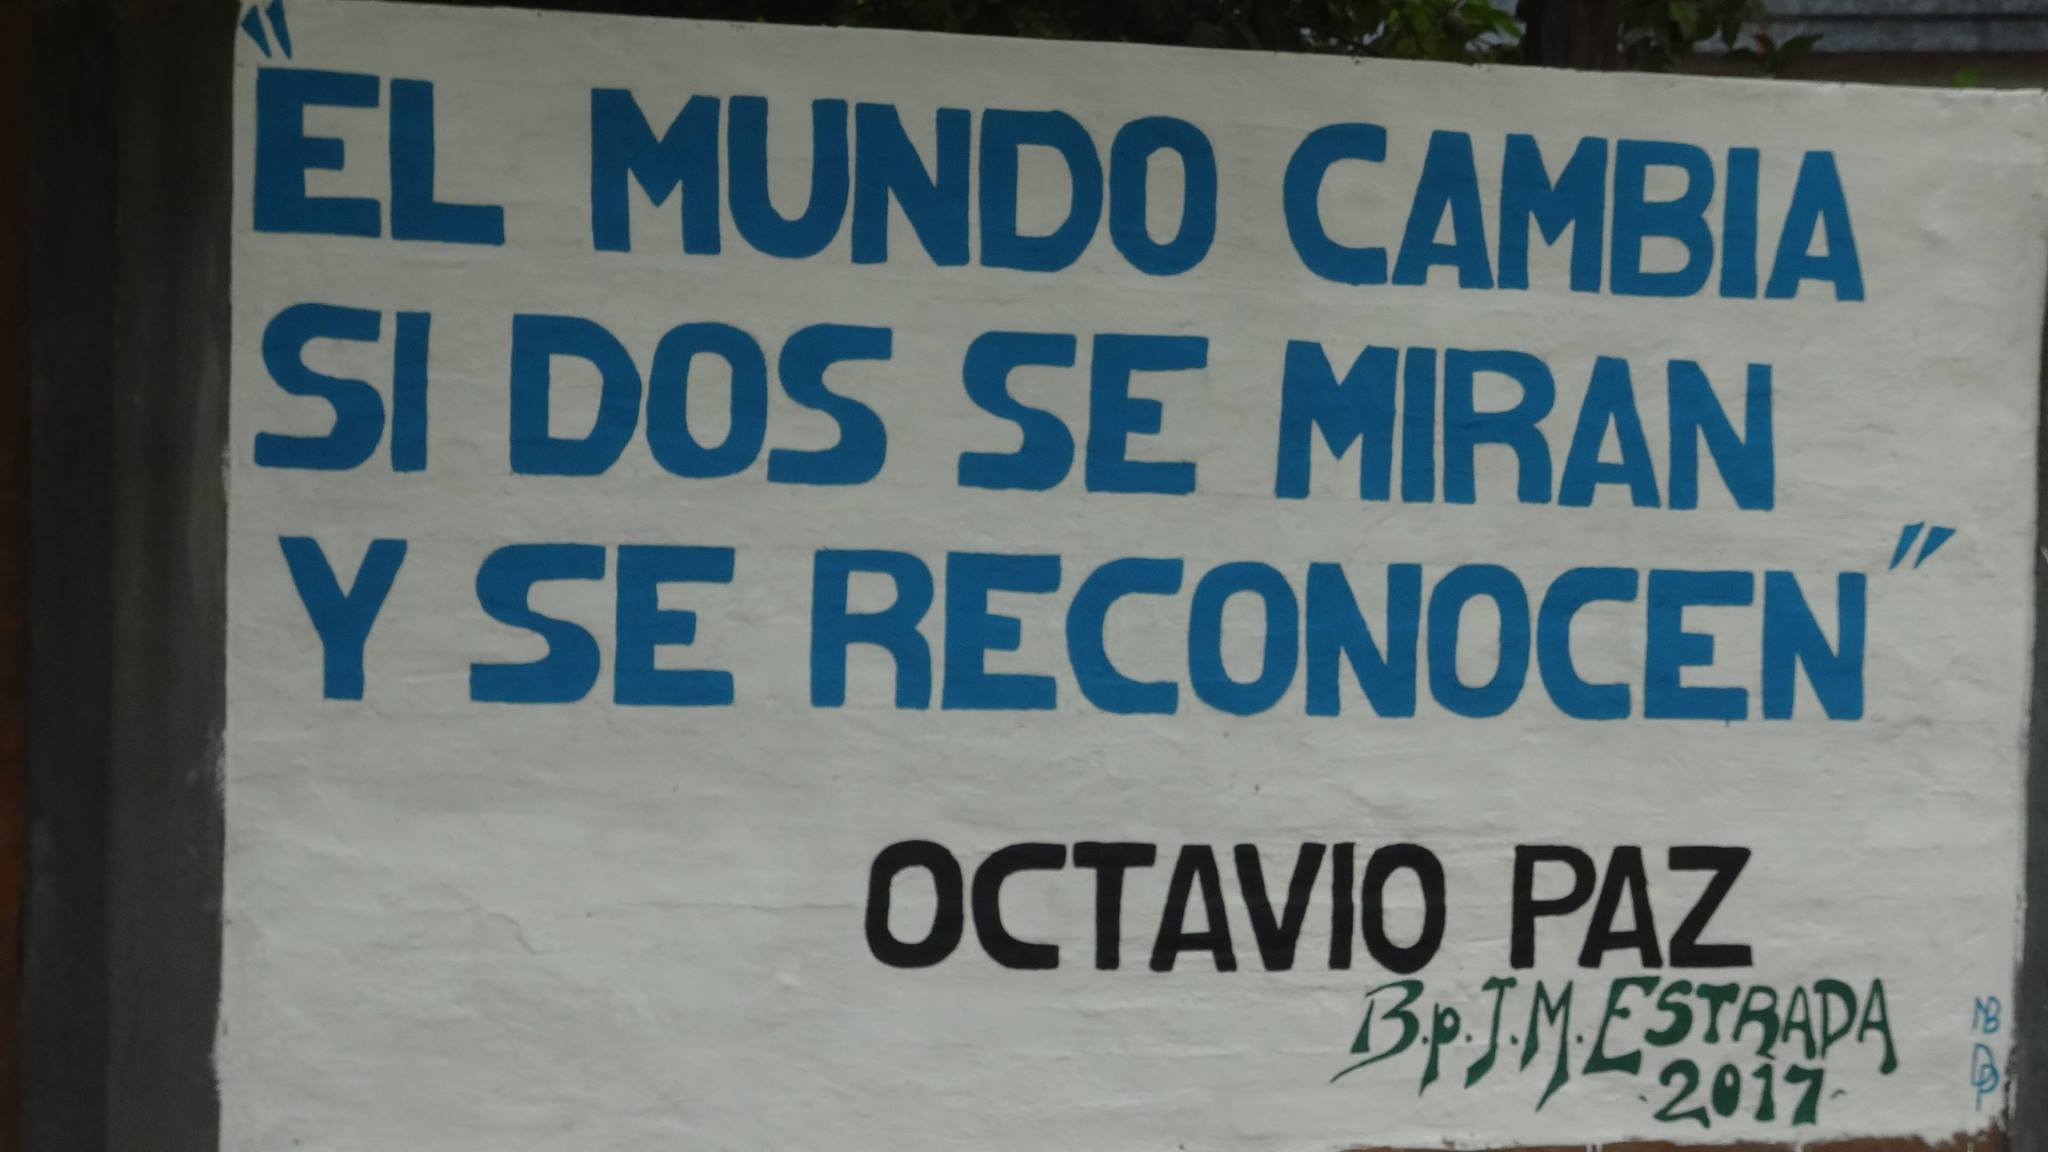 "EL MUNDO CAMBIA
SI DOS SE MIRAN
Y SE RECONOCEN"
OCTAVIO PAZ
B.p.J.M.ESTRADA
2017